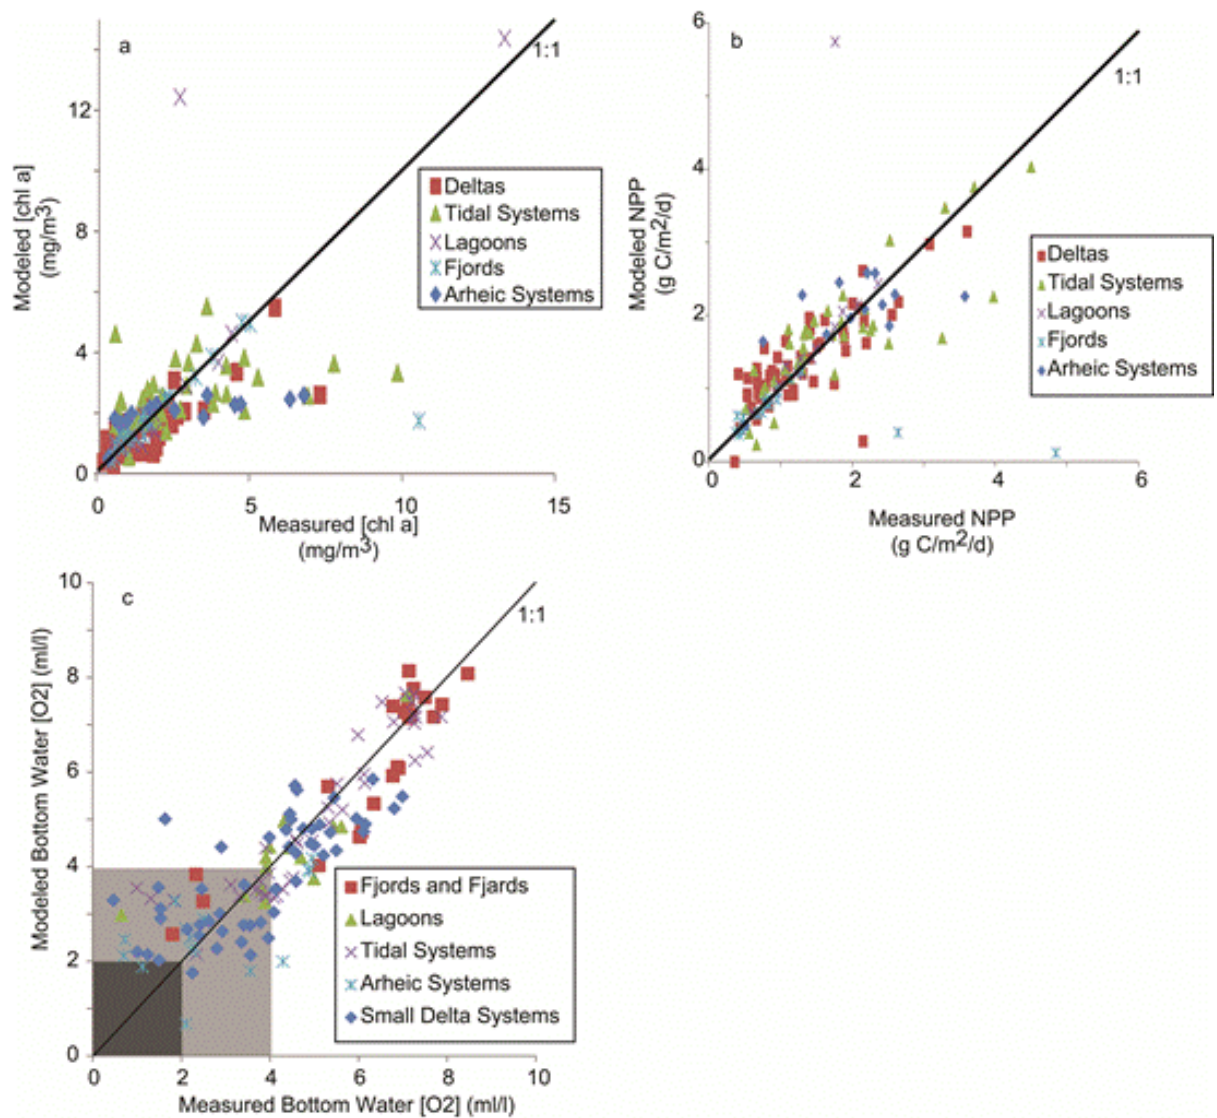 a
1:1
Modeled [chl a]
(mg/m3)
12
8
4
0
0
5
10
15
Measured [chl a]
(mg/m3)
Deltas
Tidal Systems
Lagoons
Fjords
Arheic Systems
b
1:1
Modeled NPP
(g C/m2/d)
6
4
2
0
0
2
4
6
Measured NPP
(g C/m2/d)
Deltas
Tidal Systems
Lagoons
Fjords
Arheic Systems
c
1:1
Modeled Bottom Water [O2] (ml/l)
10
8
6
4
2
0
0
2
4
6
8
10
Measured Bottom Water [O2] (ml/l)
Fjords and Fjards
Lagoons
Tidal Systems
Arheic Systems
Small Delta Systems